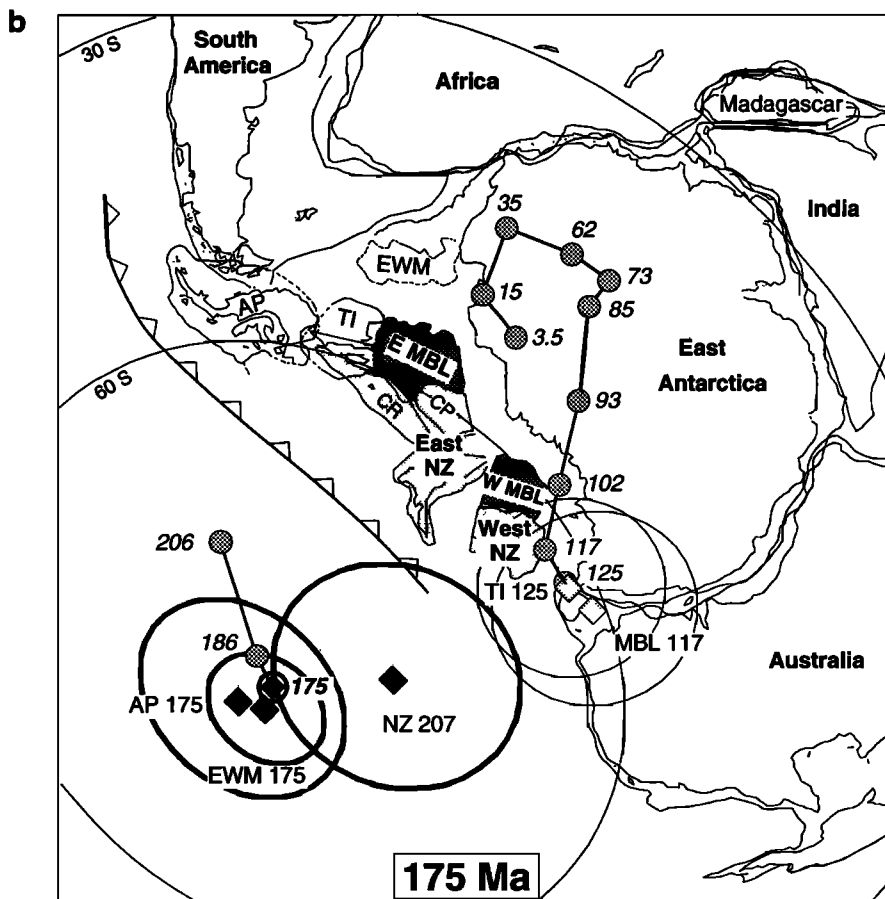 b
30 S
South
America
Africa
Madagascar
India
35
62
EWM
73
15
85
AP
TI
3.5
E MBL
East
Antarctica
60 S
CR
CP
93
East
NZ
W MBL
102
West
NZ
206
117
TI 125
125
MBL 117
186
Australia
175
AP 175
NZ 207
EWM 175
175 Ma